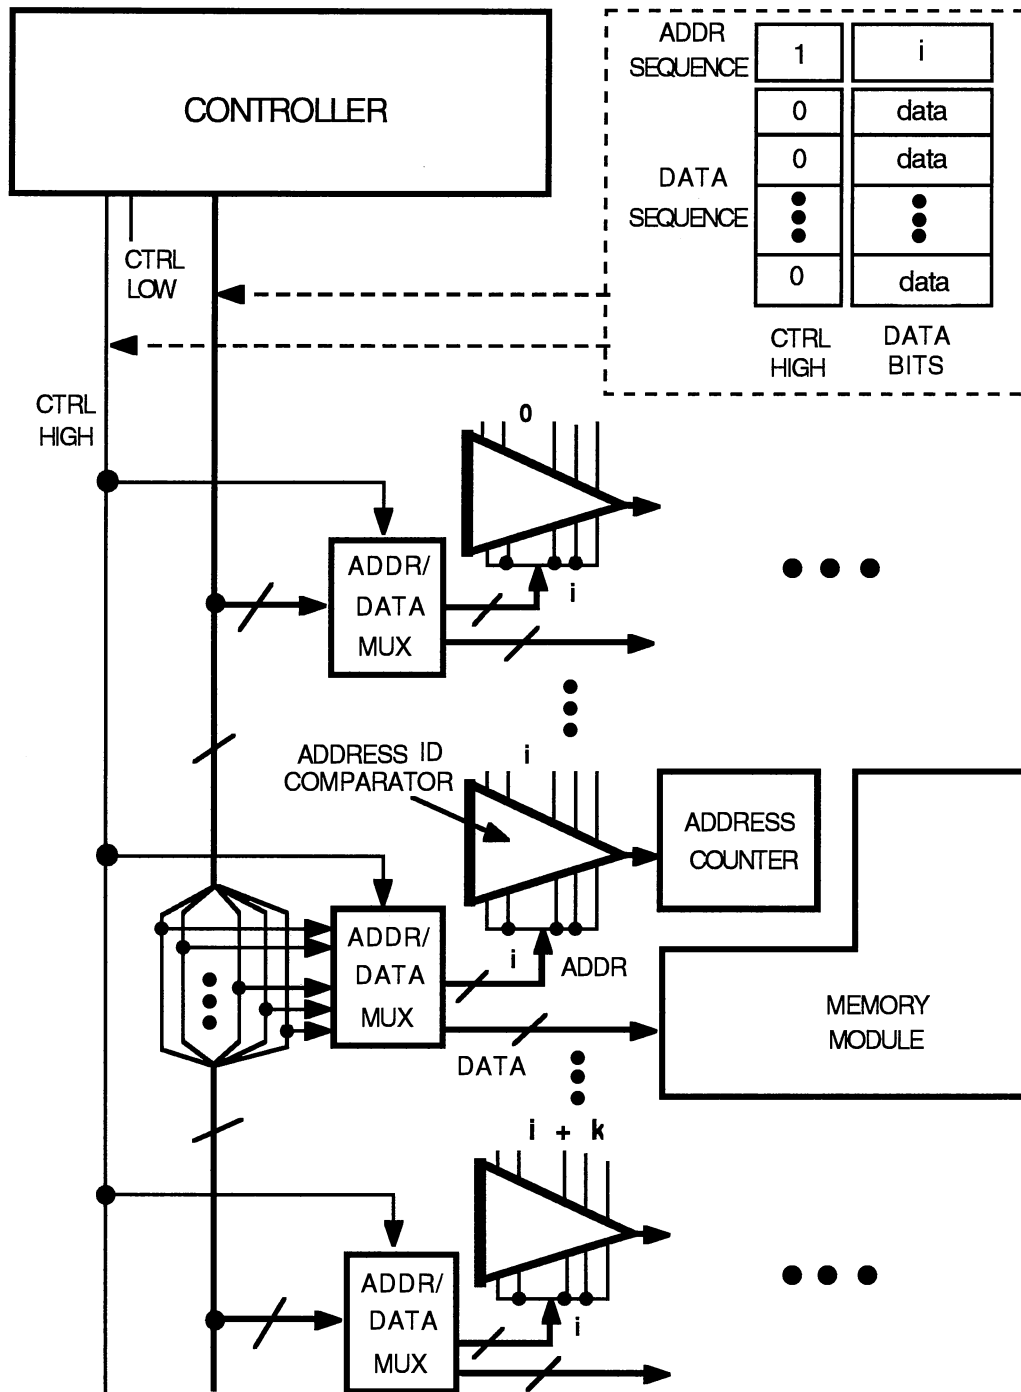 CONTROLLER
ADDR
SEQUENCE
1
i
0
data
0
data
DATA
SEQUENCE
0
data
CTRL
HIGH
DATA
BITS
CTRL
LOW
CTRL
HIGH
0
ADDR/
DATA
MUX
i
ADDRESS ID
COMPARATOR
i
ADDRESS
COUNTER
ADDR/
DATA
MUX
i
ADDR
DATA
MEMORY
MODULE
i + k
ADDR/
DATA
MUX
i